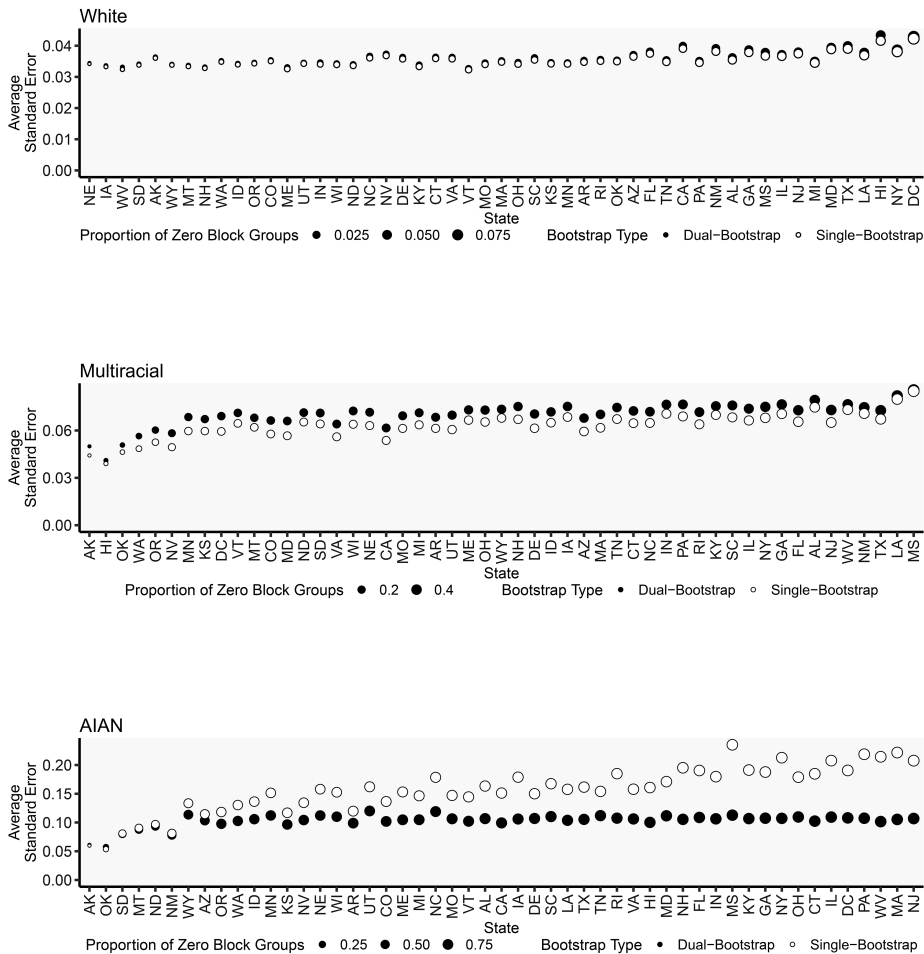 White
0.04
0.03
0.02
0.01
0.00
Average
Standard Error
NE IA WV SD AK WY MT NH WA ID OR CO ME UT IN WI ND NC NV DE KY CT VA VT MO MA OH SC KS MN AR RI OK AZ FL TN CA PA NM AL GA MS IL NJ MI MD TX LA HI NY DC
State
Proportion of Zero Block Groups 0.025 0.050 0.075 Bootstrap Type Dual−Bootstrap Single−Bootstrap
Multiracial
0.06
0.03
0.00
Average
Standard Error
AK HI OK WA OR NV MN KS DC VT MT CO MD ND SD VA WI NE CA MO MI AR UT ME OH WY NH DE ID IA AZ MA TN CT NC IN PA RI KY SC IL NY GA FL AL NJ WV NM TX LA MS
State
Proportion of Zero Block Groups 0.2 0.4 Bootstrap Type Dual−Bootstrap Single−Bootstrap
AIAN
0.20
0.15
0.10
0.05
0.00
Average
Standard Error
AK OK SD MT ND NM WY AZ OR WA ID MN KS NV NE WI AR UT CO ME MI NC MO VT AL CA IA DE SC LA TX TN RI VA HI MD NH FL IN MS KY GA NY OH CT IL DC PA WV MA NJ
State
Proportion of Zero Block Groups 0.25 0.50 0.75 Bootstrap Type Dual−Bootstrap Single−Bootstrap